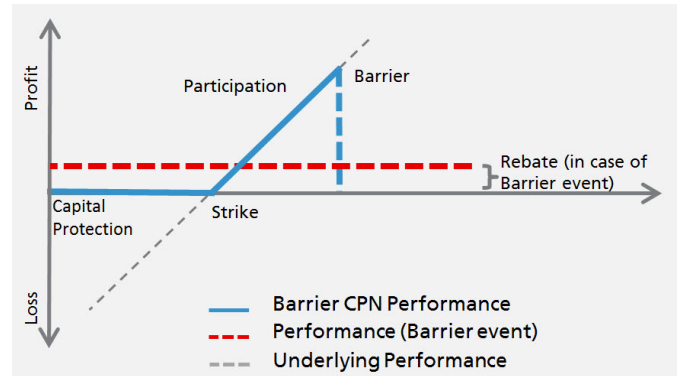 Profit
Participation
Barrier
Rebate (in case of
Barrier event)
Capital
Protection
Strike
Loss
Barrier CPN Performance
Performance (Barrier event)
Underlying Performance